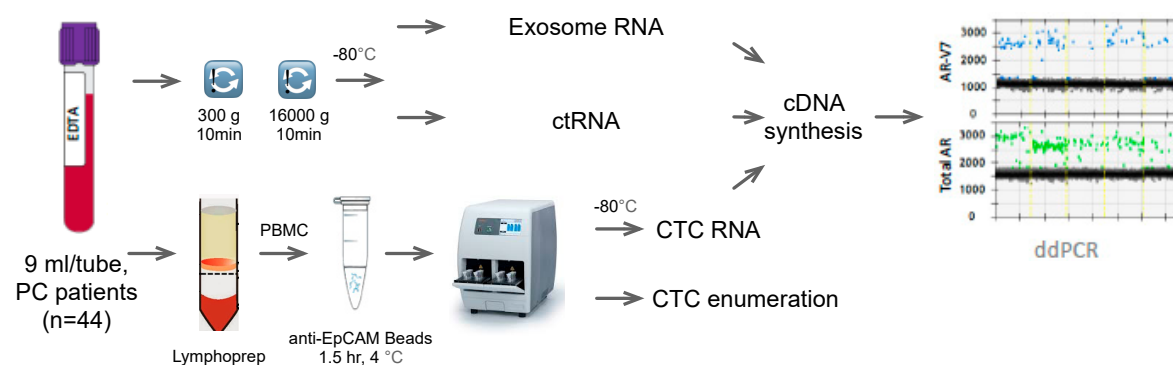 EDTA
9 ml/tube,
PC patients
(n=44)
300 g
10min
16000 g
10min
-80°C
Exosome RNA
ctRNA
cDNA
synthesis
Lymphoprep
PBMC
anti-EpCAM Beads
1.5 hr, 4 °C
-80°C
CTC RNA
CTC enumeration
AR-V7
3000
2000
1000
0
Total AR
3000
2000
1000
0
ddPCR